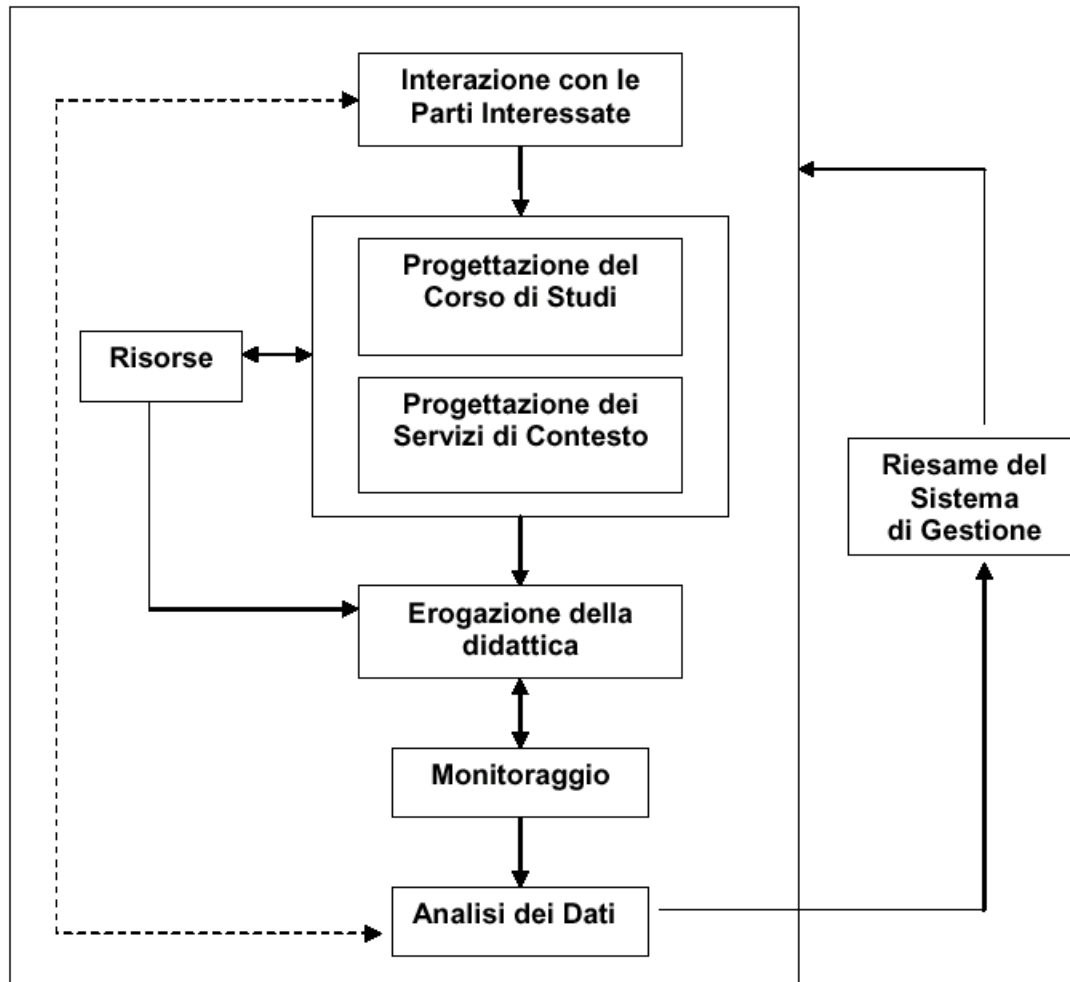 Interazione con le
Parti Interessate
Progettazione del
Corso di Studi
Risorse
Progettazione dei
Servizi di Contesto
Riesame del
Sistema
di Gestione
Erogazione della
didattica
Monitoraggio
Analisi dei Dati